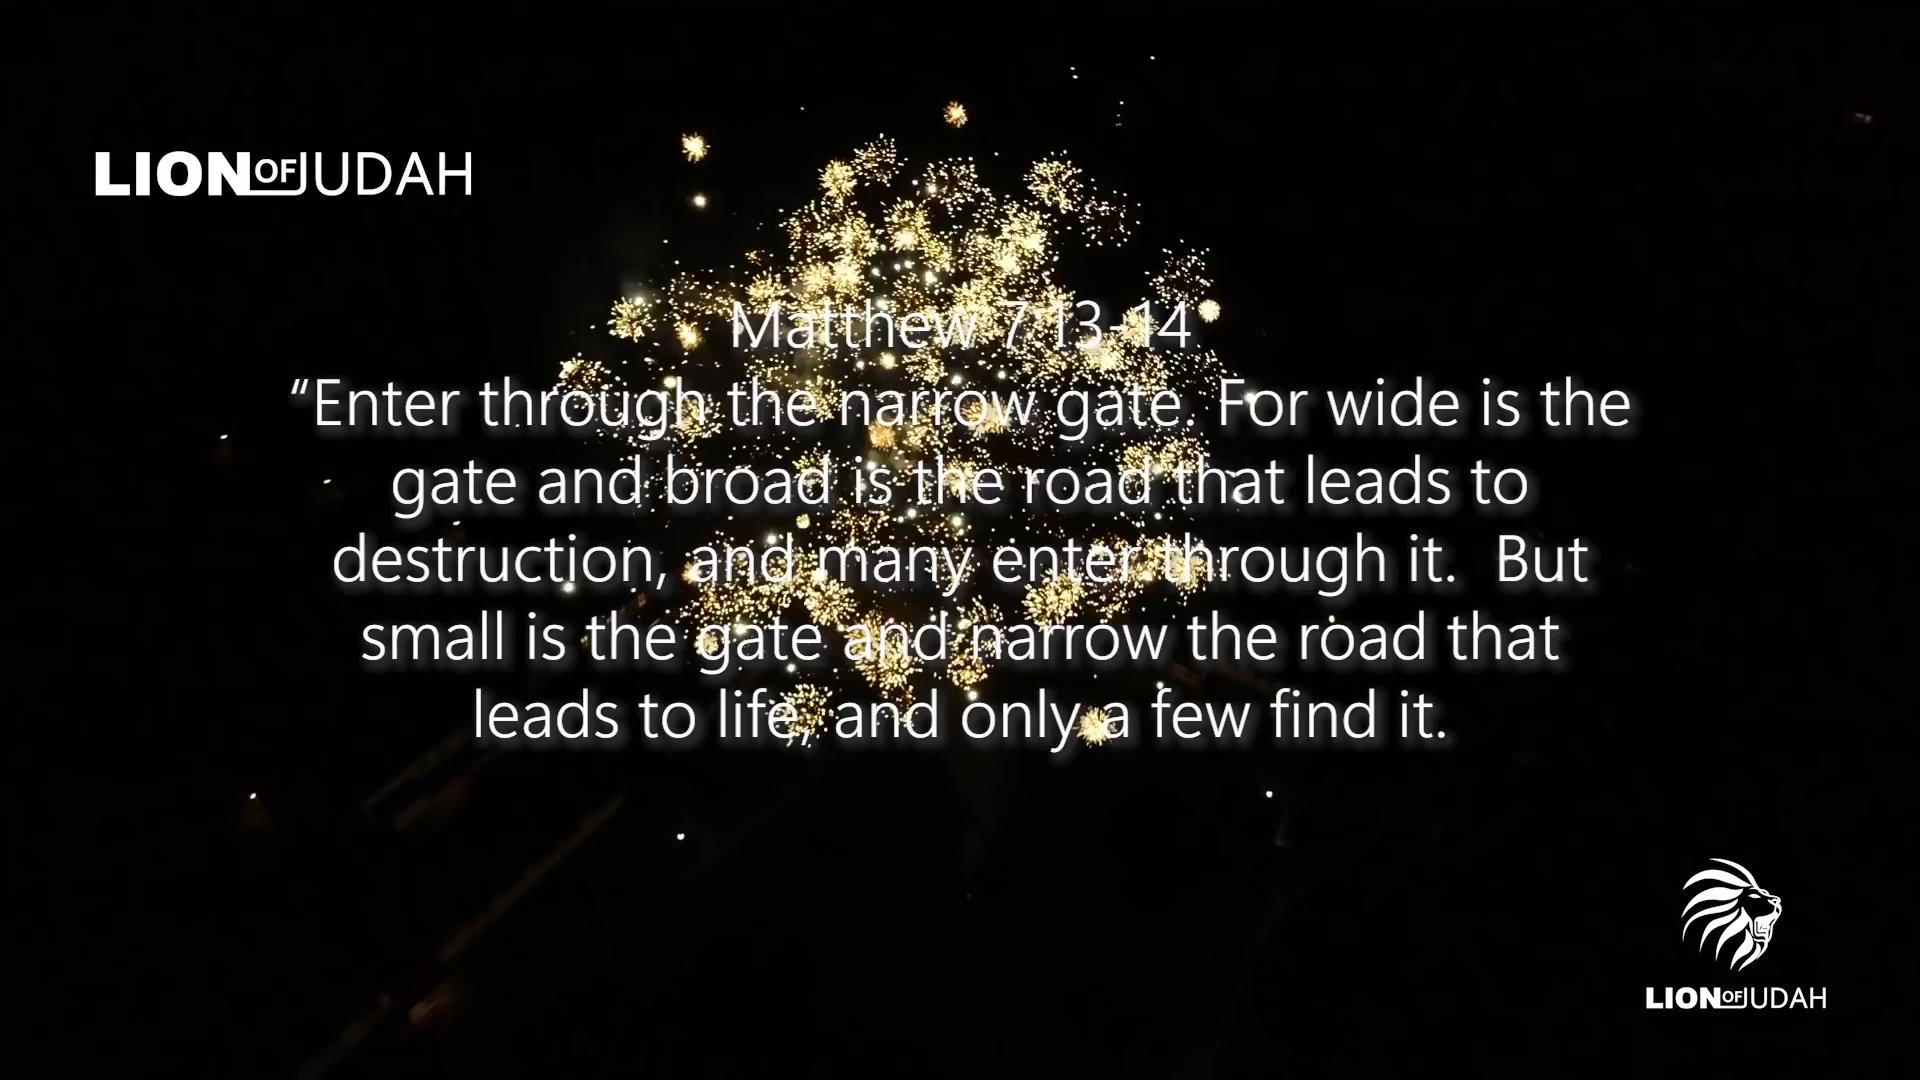 LION OF JUDAH
Matthew 7:13-14
“Enter through the narrow gate. For wide is the
gate and broad is the road that leads to
destruction, and many enter through it.  But
small is the gate and narrow the road that
leads to life, and only a few find it.
LION OF JUDAH